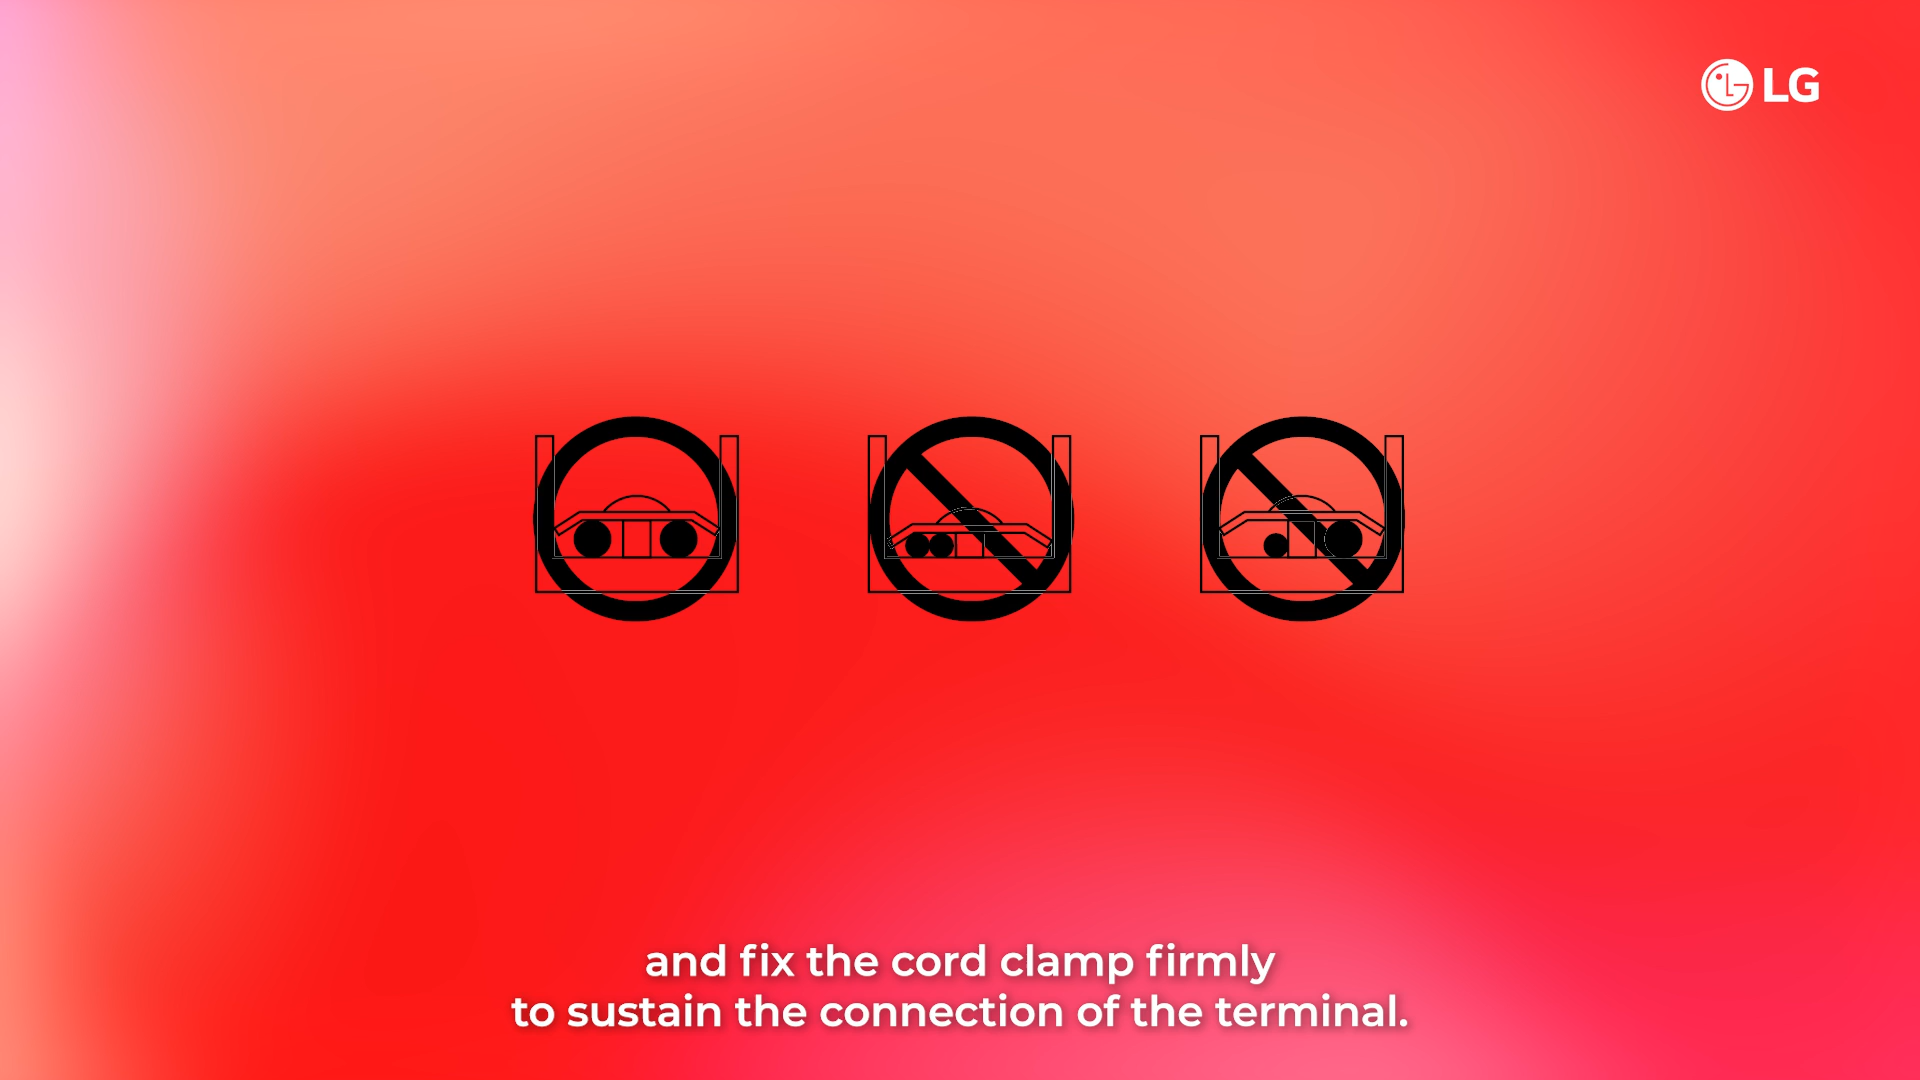 LG
and fix the cord clamp firmly
to sustain the connection of the terminal.